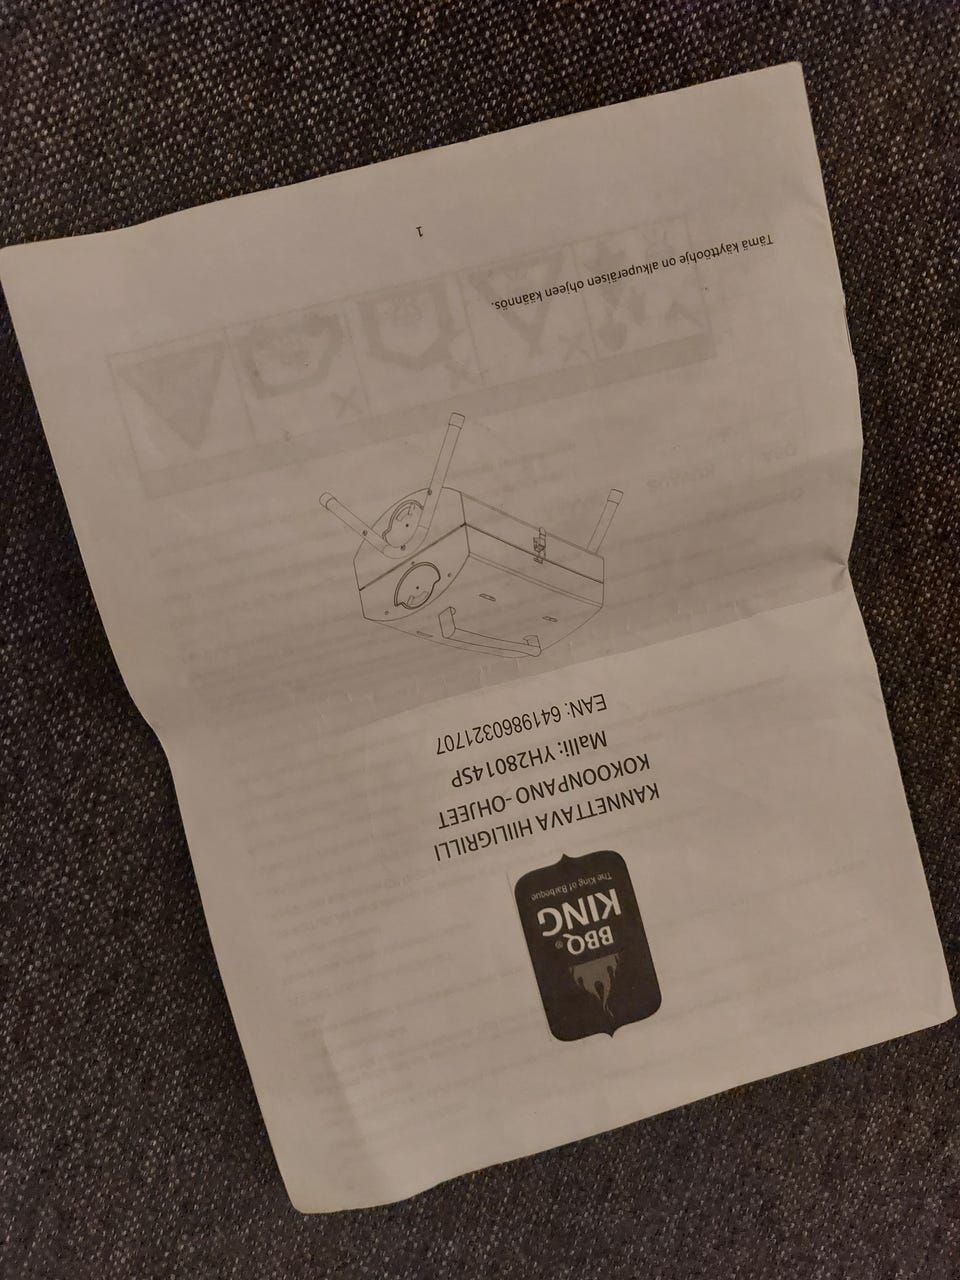 BBQ®
KING
The King of Barbeque
KANNETTAVA HIILIGRILLI
KOKOONPANO -OHJEET
Malli: YH28014SP
EAN: 6419860321707
Tämä käyttöohje on alkuperäisen ohjeen käännös.
1